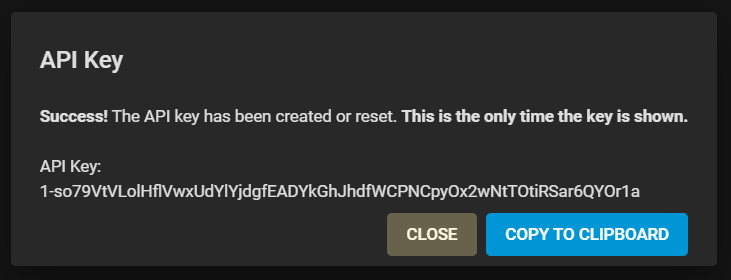 API Key
Success! The API key has been created or reset. This is the only time the key is shown.
API Key:
1-so79VtVLolHflVwxUdYlYjdgfEADYkGhJhdfWCPNCpyOx2wNtTOtiRSar6QYOr1a
CLOSE
COPY TO CLIPBOARD